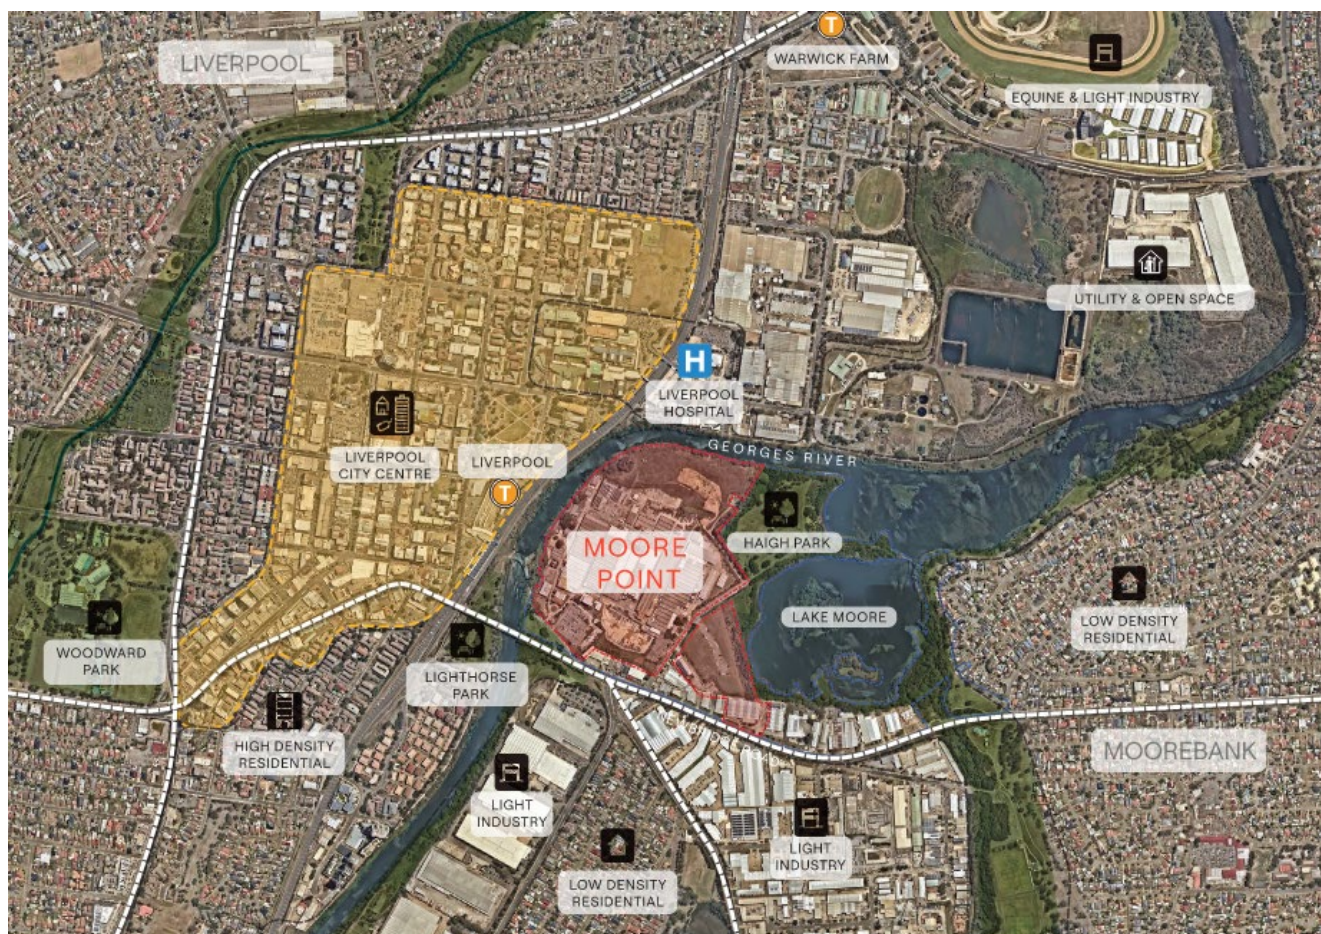 T
WARWICK FARM
LIVERPOOL
EQUINE & LIGHT INDUSTRY
UTILITY & OPEN SPACE
H
LIVERPOOL
HOSPITAL
GEORGES RIVER
LIVERPOOL
CITY CENTRE
LIVERPOOL
T
MOORE
POINT
HAIGH PARK
LAKE MOORE
LOW DENSITY
RESIDENTIAL
WOODWARD
PARK
LIGHTHORSE
PARK
HIGH DENSITY
RESIDENTIAL
MOOREBANK
LIGHT
INDUSTRY
LIGHT
INDUSTRY
LOW DENSITY
RESIDENTIAL